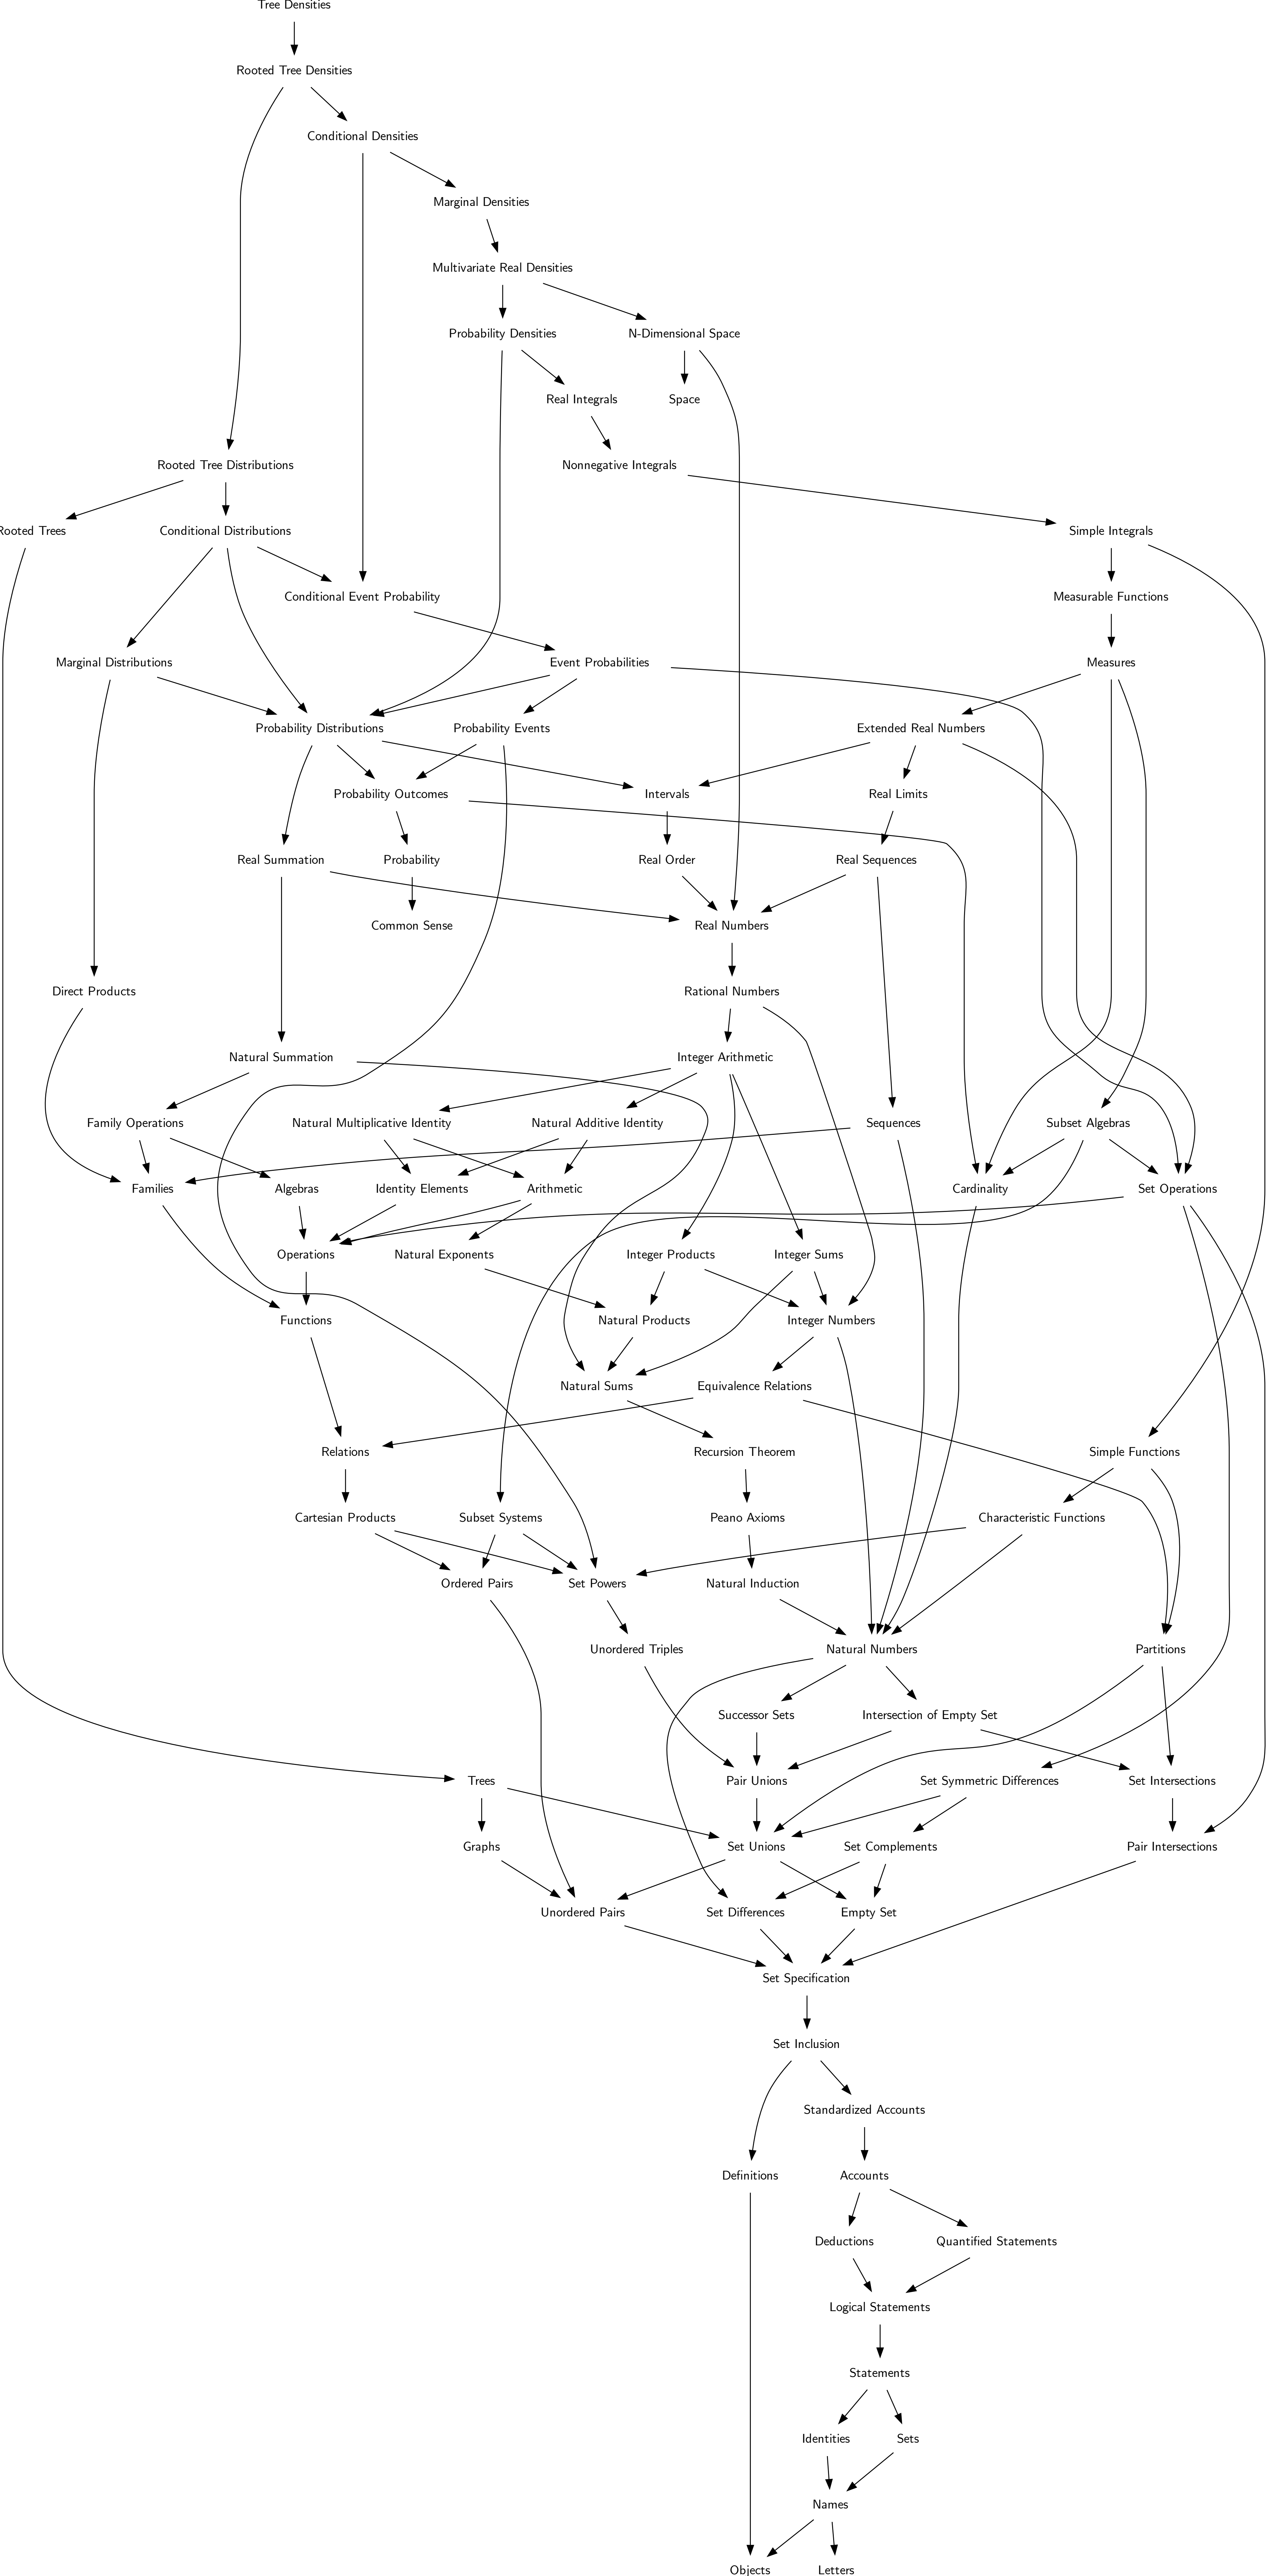 Tree Densities
Rooted Tree Densities
Conditional Densities
Marginal Densities
Multivariate Real Densities
Probability Densities
N-Dimensional Space
Real Integrals
Space
Rooted Tree Distributions
Nonnegative Integrals
Rooted Trees
Conditional Distributions
Simple Integrals
Conditional Event Probability
Measurable Functions
Marginal Distributions
Event Probabilities
Measures
Probability Distributions
Probability Events
Extended Real Numbers
Probability Outcomes
Intervals
Real Limits
Real Summation
Probability
Real Order
Real Sequences
Common Sense
Real Numbers
Direct Products
Rational Numbers
Natural Summation
Integer Arithmetic
Family Operations
Natural Multiplicative Identity
Natural Additive Identity
Sequences
Subset Algebras
Families
Algebras
Identity Elements
Arithmetic
Cardinality
Set Operations
Operations
Natural Exponents
Integer Products
Integer Sums
Functions
Natural Products
Integer Numbers
Natural Sums
Equivalence Relations
Relations
Recursion Theorem
Simple Functions
Cartesian Products
Subset Systems
Peano Axioms
Characteristic Functions
Ordered Pairs
Set Powers
Natural Induction
Unordered Triples
Natural Numbers
Partitions
Successor Sets
Intersection of Empty Set
Trees
Pair Unions
Set Symmetric Differences
Set Intersections
Graphs
Set Unions
Set Complements
Pair Intersections
Unordered Pairs
Set Differences
Empty Set
Set Specification
Set Inclusion
Standardized Accounts
Definitions
Accounts
Deductions
Quantified Statements
Logical Statements
Statements
Identities
Sets
Names
Objects
Letters